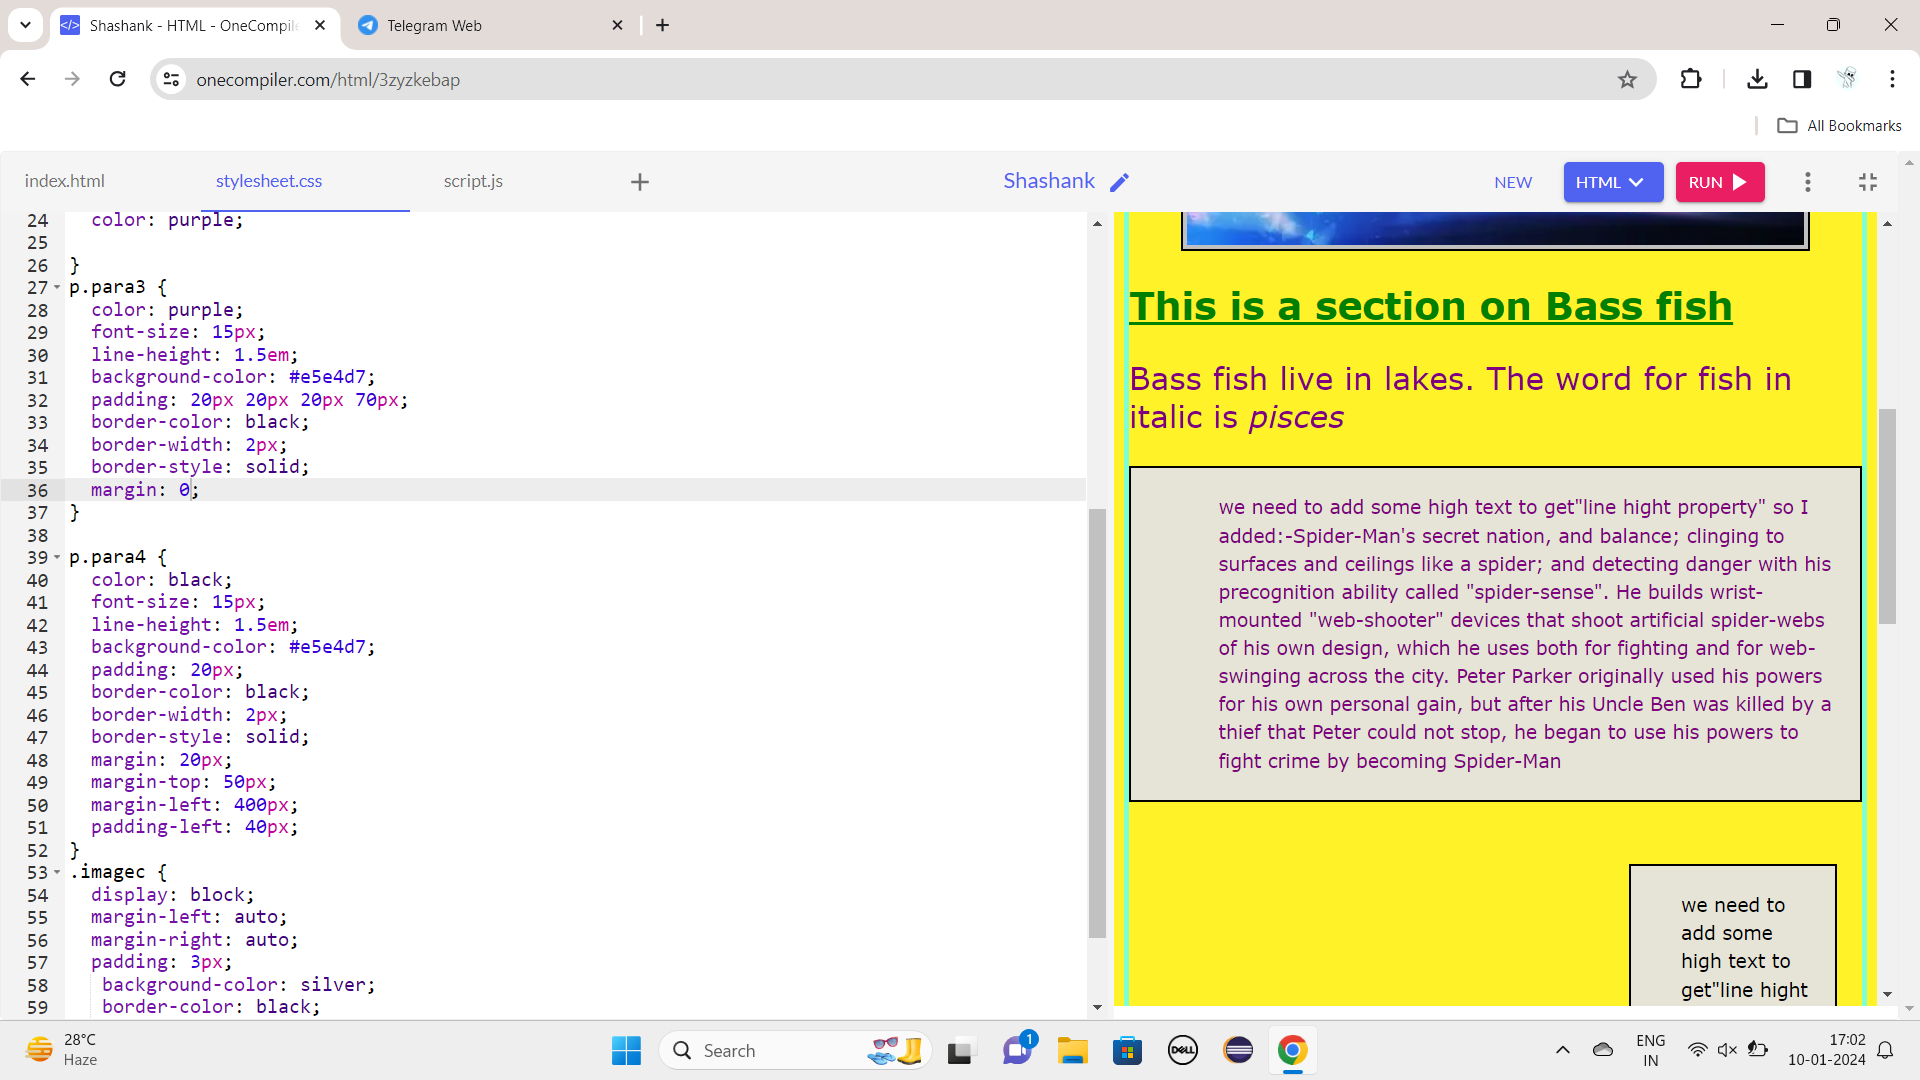 Shashank - HTML - OneCompile
Telegram Web
onecompiler.com/html/3zyzkebap
All Bookmarks
index.html
stylesheet.css
script.js
Shashank
NEW
HTML
RUN
24 color: purple;
25
26 }
27 p.para3 {
28 color: purple;
29 font-size: 15px;
30 line-height: 1.5em;
31 background-color: #e5e4d7;
32 padding: 20px 20px 20px 70px;
33 border-color: black;
34 border-width: 2px;
35 border-style: solid;
36 margin: 0;
37 }
38
39 p.para4 {
40 color: black;
41 font-size: 15px;
42 line-height: 1.5em;
43 background-color: #e5e4d7;
44 padding: 20px;
45 border-color: black;
46 border-width: 2px;
47 border-style: solid;
48 margin: 20px;
49 margin-top: 50px;
50 margin-left: 400px;
51 padding-left: 40px;
52 }
53 .imagec {
54 display: block;
55 margin-left: auto;
56 margin-right: auto;
57 padding: 3px;
58 background-color: silver;
59 border-color: black;
This is a section on Bass fish
Bass fish live in lakes. The word for fish in
italic is pisces
we need to add some high text to get"line hight property" so I
added:-Spider-Man's secret nation, and balance; clinging to
surfaces and ceilings like a spider; and detecting danger with his
precognition ability called "spider-sense". He builds wrist-
mounted "web-shooter" devices that shoot artificial spider-webs
of his own design, which he uses both for fighting and for web-
swinging across the city. Peter Parker originally used his powers
for his own personal gain, but after his Uncle Ben was killed by a
thief that Peter could not stop, he began to use his powers to
fight crime by becoming Spider-Man
we need to
add some
high text to
get"line hight
28°C
Haze
Search
1
DELL
ENG
IN
17:02
10-01-2024